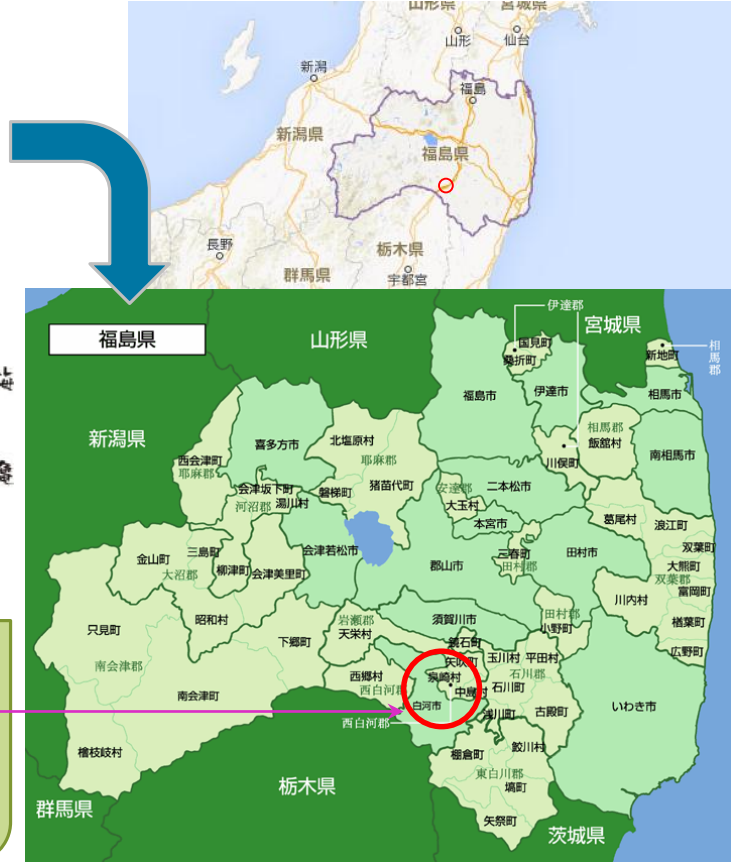 山形県
宮城県
山形
仙台
新潟
福島
新潟県
福島県
長野
栃木県
群馬県
宇都宮
福島県
山形県
伊達郡
宮城県
国見町
桑折町
新地町
相馬郡
福島市
伊達市
相馬市
新潟県
喜多方市
北塩原村
耶麻郡
相馬郡
飯舘村
西会津町
耶麻郡
川俣町
南相馬市
会津坂下町
磐梯町
猪苗代町
安達郡
二本松市
河沼郡
湯川村
大玉村
本宮市
葛尾村
浪江町
金山町
三島町
会津若松市
三春町
田村市
双葉町
大沼郡
柳津町
会津美里町
郡山市
田村郡
大熊町
双葉郡
富岡町
川内村
只見町
昭和村
岩瀬郡
天栄村
須賀川市
田村郡
小野町
楢葉町
下郷町
鏡石町
広野町
南会津郡
矢吹町
玉川村
平田村
西郷村
泉崎村
石川郡
西白河郡
中島村
石川町
南会津町
白河市
浅川町
古殿町
いわき市
西白河郡
檜枝岐村
棚倉町
鮫川村
東白川郡
塙町
栃木県
群馬県
矢祭町
茨城県